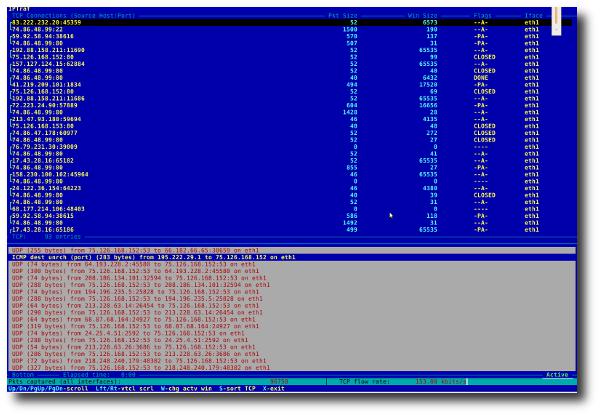 IPTraf
TCP Connections (Source Host:Port) Pkt Size Win Size Flags Iface
83.222.232.20:45359 52 6573 --A- eth1
74.86.48.99:22 1500 198 --A- eth1
59.92.58.94:38616 570 137 -PA- eth1
74.86.48.99:80 507 31 -PA- eth1
192.88.158.211:11690 52 65535 --A- eth1
75.126.168.152:80 52 99 CLOSED eth1
157.127.124.15:62884 52 65535 --A- eth1
74.86.48.99:80 52 40 CLOSED eth1
74.86.48.99:80 40 6432 DONE eth1
41.219.209.101:1834 494 17520 -PA- eth1
75.126.168.152:80 52 69 CLOSED eth1
192.88.158.211:11686 52 65535 --A- eth1
72.223.24.90:57889 604 16656 -PA- eth1
74.86.48.99:80 1420 28 --A- eth1
213.47.93.180:59694 46 4135 --A- eth1
75.126.168.153:80 40 40 CLOSED eth1
74.86.47.178:60977 52 272 CLOSED eth1
74.86.48.99:80 52 27 CLOSED eth1
76.79.231.30:39009 0 0 ---- eth1
74.86.48.99:80 52 41 --A- eth1
17.43.28.16:65182 52 65535 --A- eth1
74.86.48.99:80 855 27 -PA- eth1
158.230.100.102:45964 46 65535 --A- eth1
74.86.48.99:80 0 0 ---- eth1
24.122.36.154:64223 46 4380 --A- eth1
74.86.48.99:80 40 39 CLOSED eth1
74.86.48.99:80 52 31 --A- eth1
68.177.214.106:48403 0 0 ---- eth1
59.92.58.94:38615 586 118 -PA- eth1
74.86.48.99:80 1492 31 --A- eth1
17.43.28.16:65186 499 65535 -PA- eth1
TCP: entries
UDP (255 bytes) from 75.126.168.152:53 to 66.182.66.65:30659 on eth1
ICMP dest unrch (port) (283 bytes) from 195.222.29.1 to 75.126.168.152 on eth1
UDP (74 bytes) from 64.193.228.2:45580 to 75.126.168.152:53 on eth1
UDP (300 bytes) from 75.126.168.152:53 to 64.193.228.2:45580 on eth1
UDP (74 bytes) from 208.186.134.101:32594 to 75.126.168.152:53 on eth1
UDP (288 bytes) from 75.126.168.152:53 to 208.186.134.101:32594 on eth1
UDP (74 bytes) from 194.196.235.5:25828 to 75.126.168.152:53 on eth1
UDP (288 bytes) from 75.126.168.152:53 to 194.196.235.5:25828 on eth1
UDP (64 bytes) from 213.228.63.14:26454 to 75.126.168.152:53 on eth1
UDP (290 bytes) from 75.126.168.152:53 to 213.228.63.14:26454 on eth1
UDP (64 bytes) from 68.87.68.164:24927 to 75.126.168.152:53 on eth1
UDP (319 bytes) from 75.126.168.152:53 to 68.87.68.164:24927 on eth1
UDP (74 bytes) from 24.25.4.51:2592 to 75.126.168.152:53 on eth1
UDP (288 bytes) from 75.126.168.152:53 to 24.25.4.51:2592 on eth1
UDP (54 bytes) from 213.228.63.26:3686 to 75.126.168.152:53 on eth1
UDP (286 bytes) from 75.126.168.152:53 to 213.228.63.26:3686 on eth1
UDP (72 bytes) from 218.248.240.179:48382 to 75.126.168.152:53 on eth1
UDP (327 bytes) from 75.126.168.152:53 to 218.248.240.179:48382 on eth1
Bottom Elapsed time: 0:00 Active
Pkts captured (all interfaces): 96750 TCP flow rate: 153.00 kbits/s
Up/Dn/PgUp/PgDn-scroll Lft/Rt-vtcl scrl W-chg actv win S-sort TCP X-exit